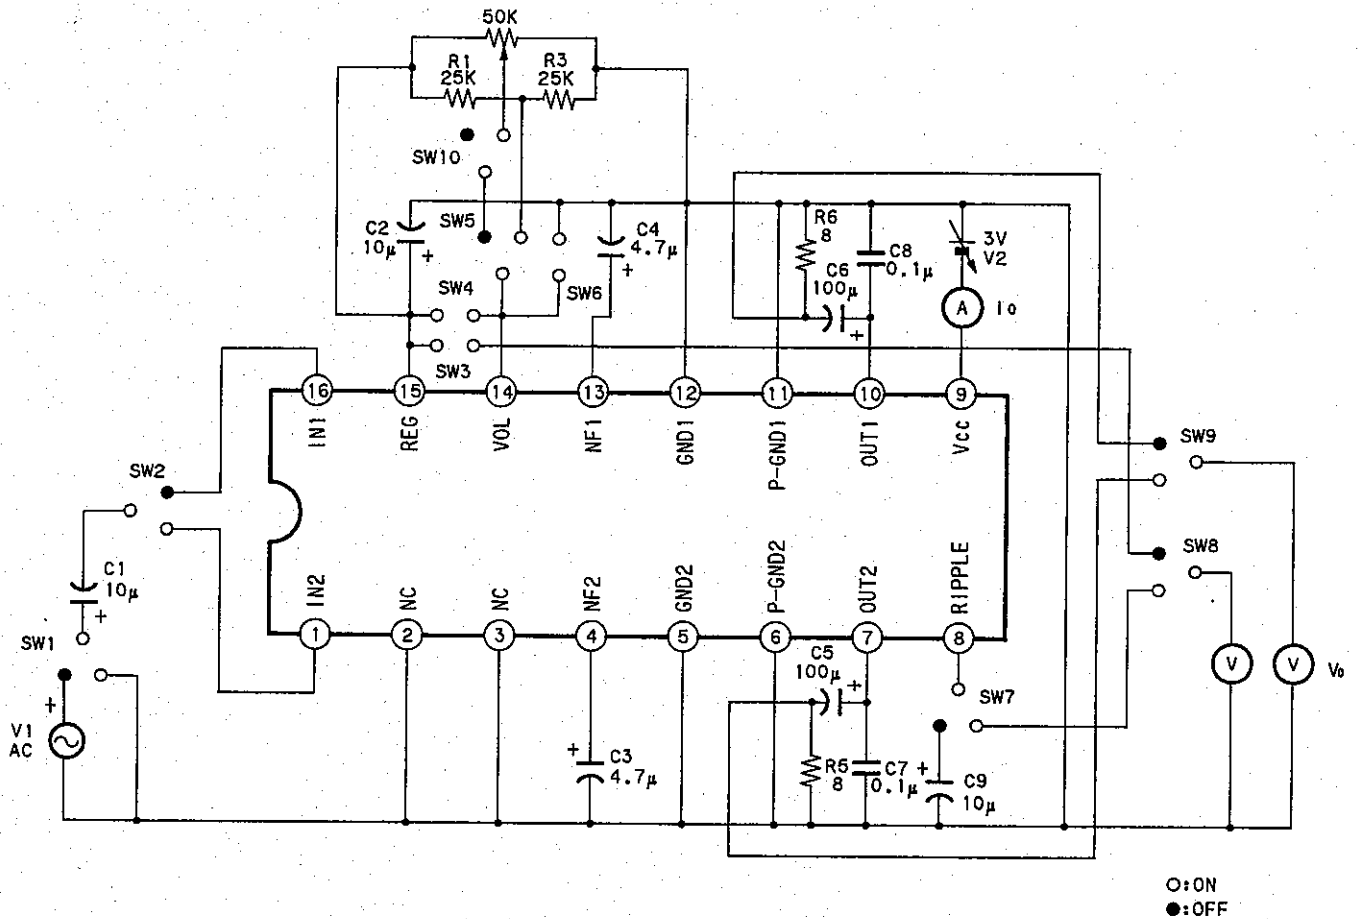 50K
R1
25K
R3
25K
SW10
C2
10μ
+
SW5
C4
4.7μ
+
SW4
SW6
SW3
R6
8
C6
100μ
+
C8
0.1μ
3V
V2
A
Io
16
15
14
13
12
11
10
9
IN1
REG
VOL
NF1
GND1
P-GND1
OUT1
Vcc
SW2
SW9
SW8
C1
10μ
+
SW1
+
V1
AC
IN2
NC
NC
NF2
GND2
P-GND2
OUT2
RIPPLE
1
2
3
4
5
6
7
8
C5
100μ
+
SW7
V
V
Vo
+
C3
4.7μ
R5
8
C7
0.1μ
+
C9
10μ
○:ON
●:OFF